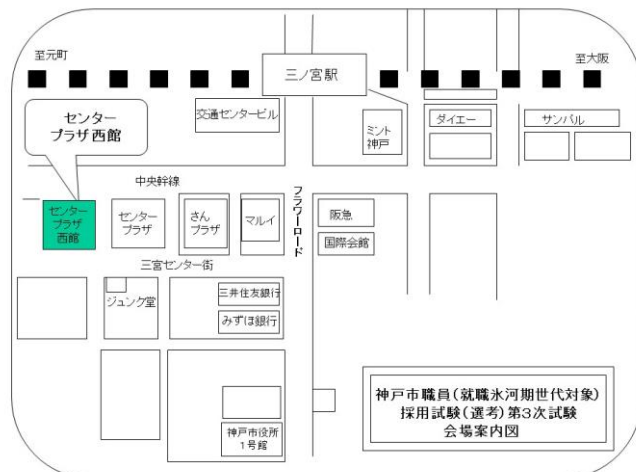 至元町
至大阪
三ノ宮駅
センター
プラザ西館
交通センタービル
ミント
神戸
ダイエー
サンパル
中央幹線
フラワーロード
センター
プラザ
西館
センター
プラザ
さん
プラザ
マルイ
阪急
国際会館
三宮センター街
ジュンク堂
三井住友銀行
みずほ銀行
神戸市役所
1号館
神戸市職員(就職氷河期世代対象)
採用試験(選考)第3次試験
会場案内図